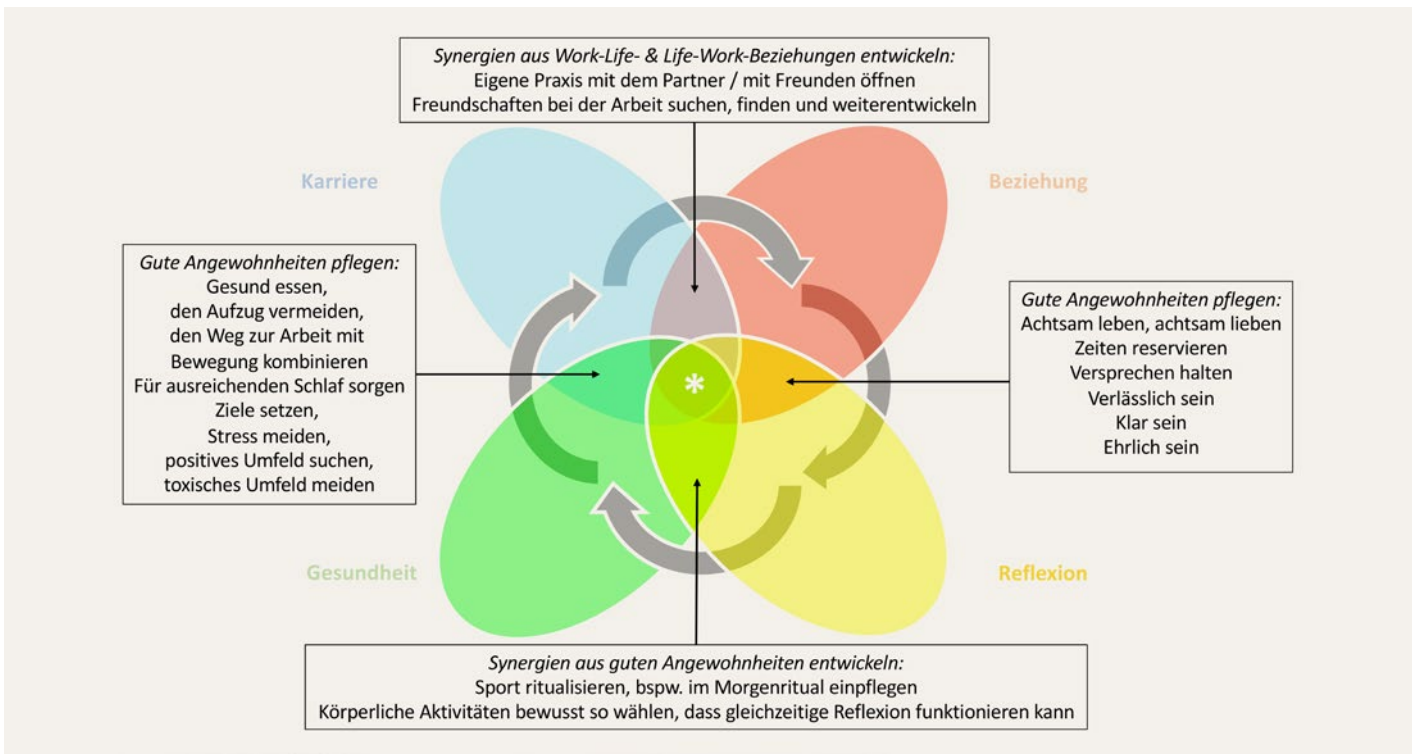 Synergien aus Work-Life- & Life-Work-Beziehungen entwickeln:
Eigene Praxis mit dem Partner / mit Freunden öffnen
Freundschaften bei der Arbeit suchen, finden und weiterentwickeln
Karriere
Beziehung
Gute Angewohnheiten pflegen:
Gesund essen,
den Aufzug vermeiden,
den Weg zur Arbeit mit
Bewegung kombinieren
Für ausreichenden Schlaf sorgen
Ziele setzen,
Stress meiden,
positives Umfeld suchen,
toxisches Umfeld meiden
*
Gute Angewohnheiten pflegen:
Achtsam leben, achtsam lieben
Zeiten reservieren
Versprechen halten
Verlässlich sein
Klar sein
Ehrlich sein
Gesundheit
Reflexion
Synergien aus guten Angewohnheiten entwickeln:
Sport ritualisieren, bspw. im Morgenritual einpflegen
Körperliche Aktivitäten bewusst so wählen, dass gleichzeitige Reflexion funktionieren kann